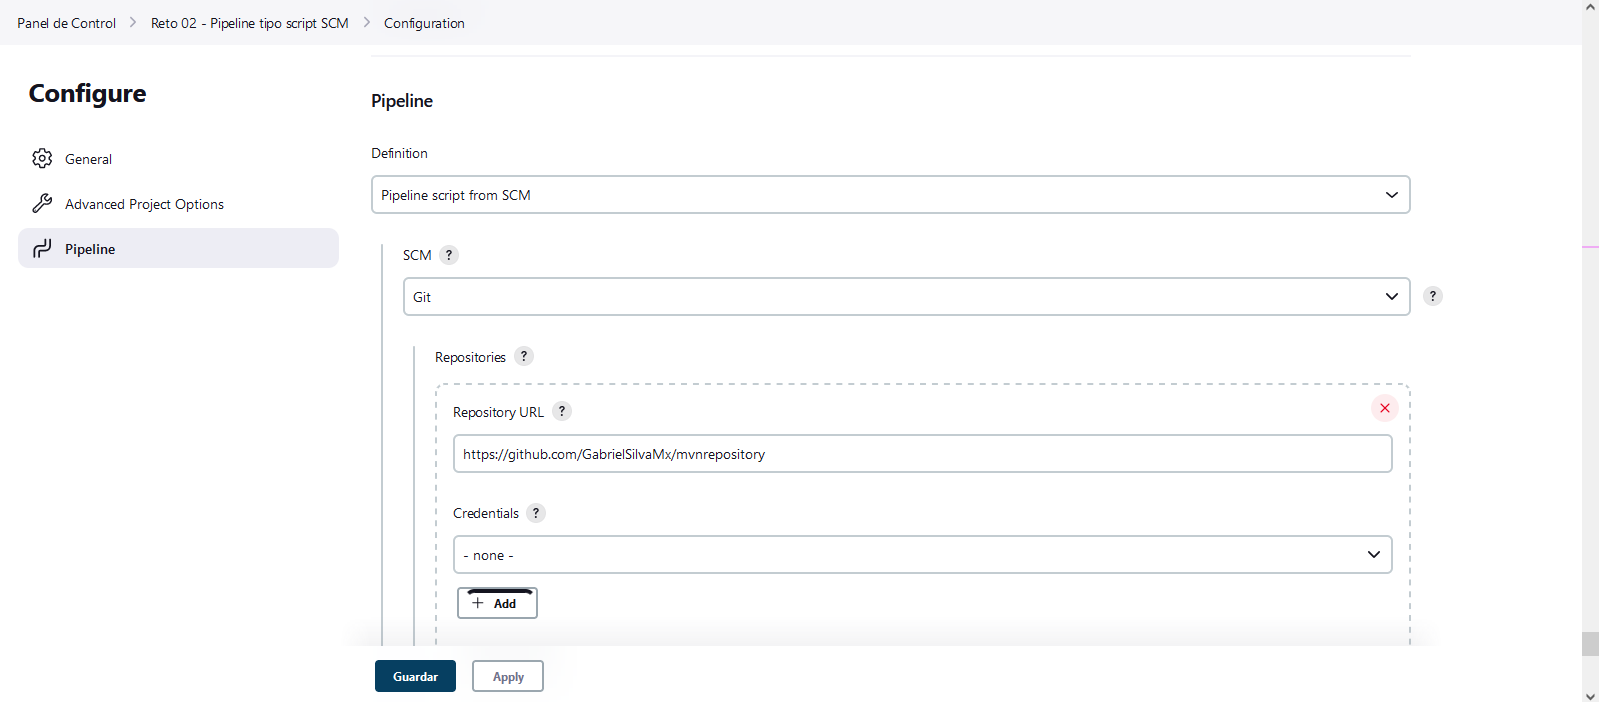 Panel de Control > Reto 02 - Pipeline tipo script SCM > Configuration
Configure
General
Advanced Project Options
Pipeline
Pipeline
Definition
Pipeline script from SCM
SCM ?
Git
?
Repositories ?
Repository URL ?
https://github.com/GabrielSilvaMx/mvnrepository
Credentials ?
- none -
+ Add
Guardar Apply